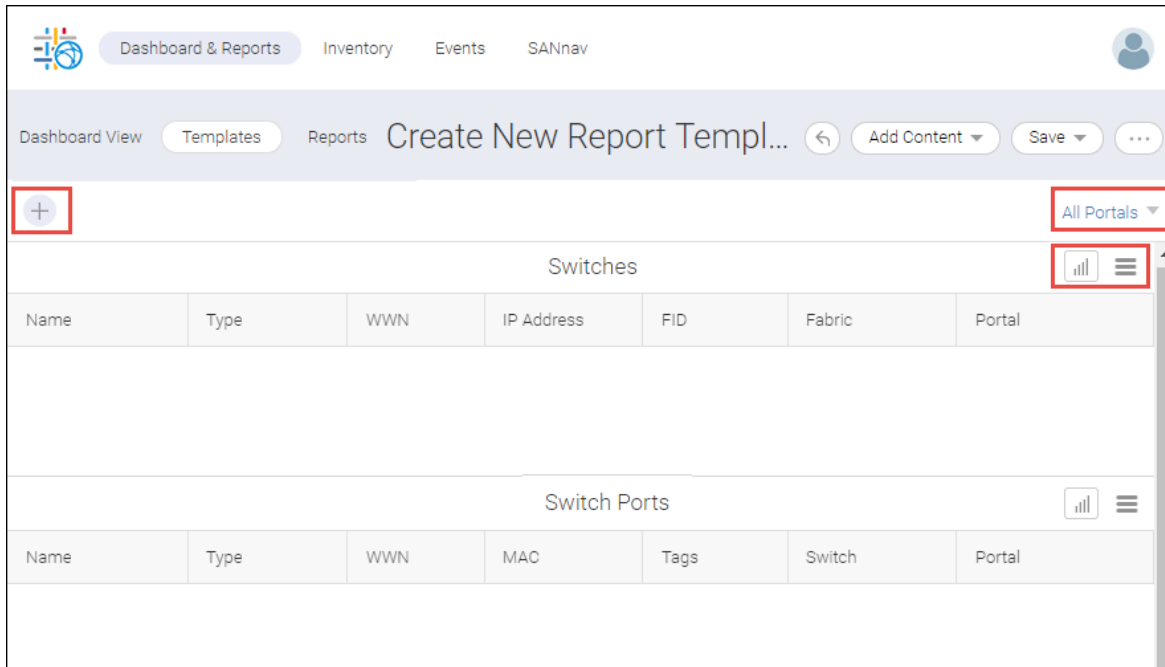 Dashboard & Reports Inventory Events SANnav
Dashboard View Templates Reports Create New Report Templ... Add Content Save ...
+ All Portals
Switches
Name Type WWN IP Address FID Fabric Portal
Switch Ports
Name Type WWN MAC Tags Switch Portal